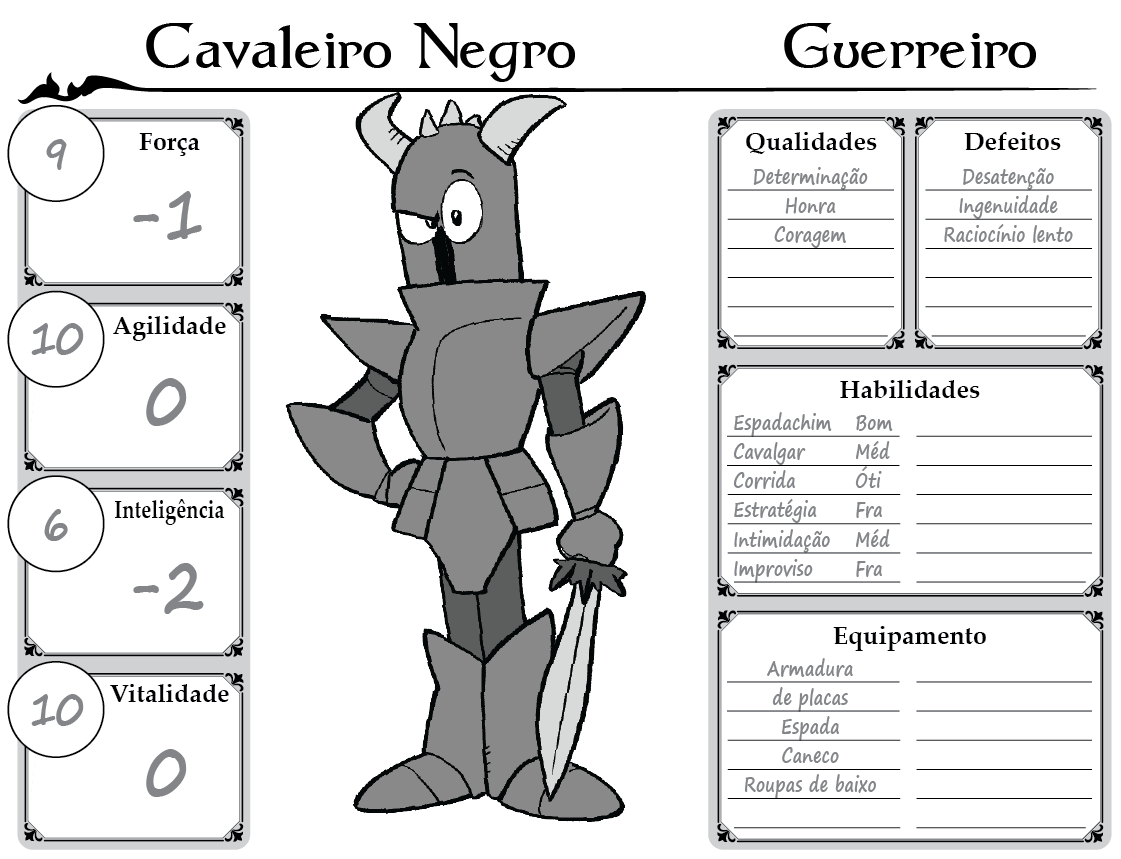 Cavaleiro Negro
Guerreiro
9
Força
-1
10
Agilidade
0
6
Inteligência
-2
10
Vitalidade
0
Qualidades
Determinação
Honra
Coragem
Defeitos
Desatenção
Ingenuidade
Raciocínio lento
Habilidades
Espadachim Bom
Cavalgar Méd
Corrida Óti
Estratégia Fra
Intimidação Méd
Improviso Fra
Equipamento
Armadura
de placas
Espada
Caneco
Roupas de baixo